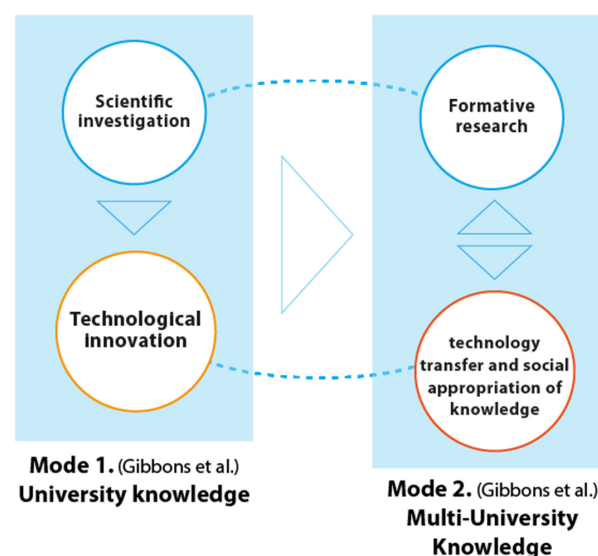 Scientific
investigation
Technological
innovation
Mode 1. (Gibbons et al.)
University knowledge
Formative
research
technology
transfer and social
appropriation of
knowledge
Mode 2. (Gibbons et al.)
Multi-University
Knowledge